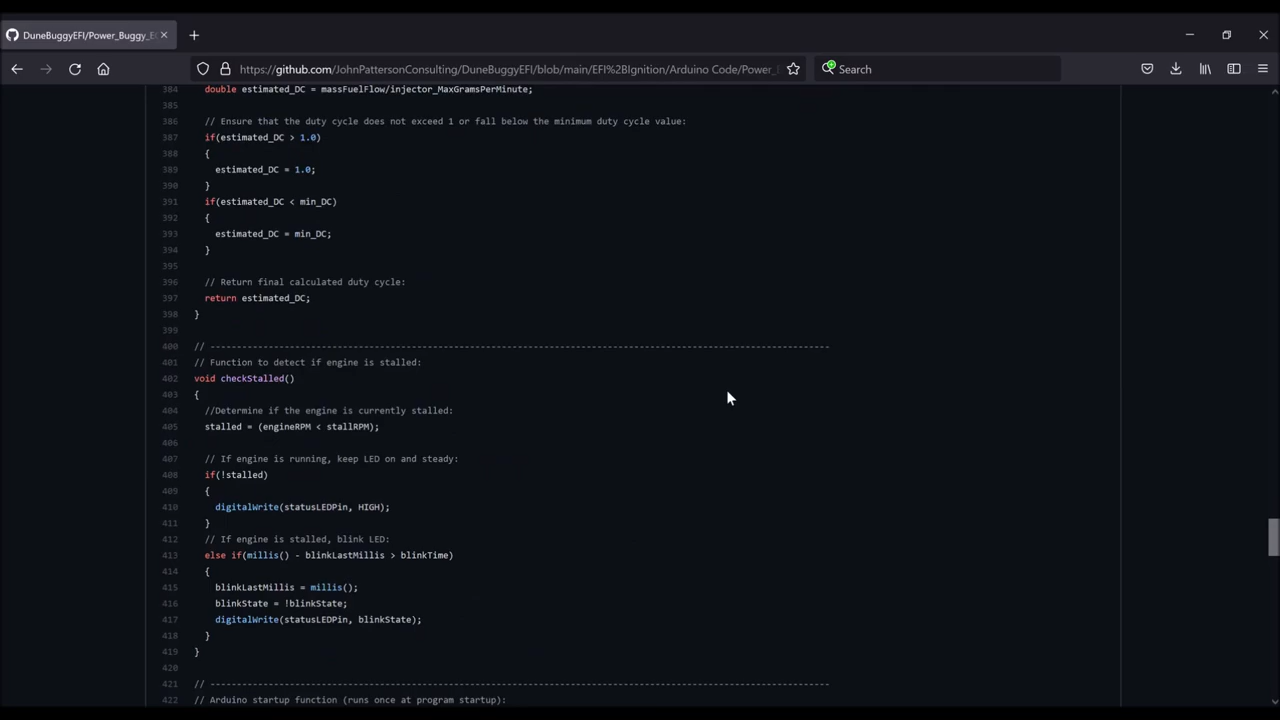 DuneBuggyEFI/Power_Buggy_E
https://github.com/JohnPattersonConsulting/DuneBuggyEFI/blob/main/EFI%2BIgnition/Arduino Code/Power_
Search
384 double estimated_DC = massFuelFlow/injector_MaxGramsPerMinute;
385
386 // Ensure that the duty cycle does not exceed 1 or fall below the minimum duty cycle value:
387 if(estimated_DC > 1.0)
388 {
389 estimated_DC = 1.0;
390 }
391 if(estimated_DC < min_DC)
392 {
393 estimated_DC = min_DC;
394 }
395
396 // Return final calculated duty cycle:
397 return estimated_DC;
398 }
399
400 // ----------------------------------------------------------------------------------------------------------------------
401 // Function to detect if engine is stalled:
402 void checkStalled()
403 {
404 //Determine if the engine is currently stalled:
405 stalled = (engineRPM < stallRPM);
406
407 // If engine is running, keep LED on and steady:
408 if(!stalled)
409 {
410 digitalWrite(statusLEDPin, HIGH);
411 }
412 // If engine is stalled, blink LED:
413 else if(millis() - blinkLastMillis > blinkTime)
414 {
415 blinkLastMillis = millis();
416 blinkState = !blinkState;
417 digitalWrite(statusLEDPin, blinkState);
418 }
419 }
420
421 // ----------------------------------------------------------------------------------------------------------------------
422 // Arduino startup function (runs once at program startup):